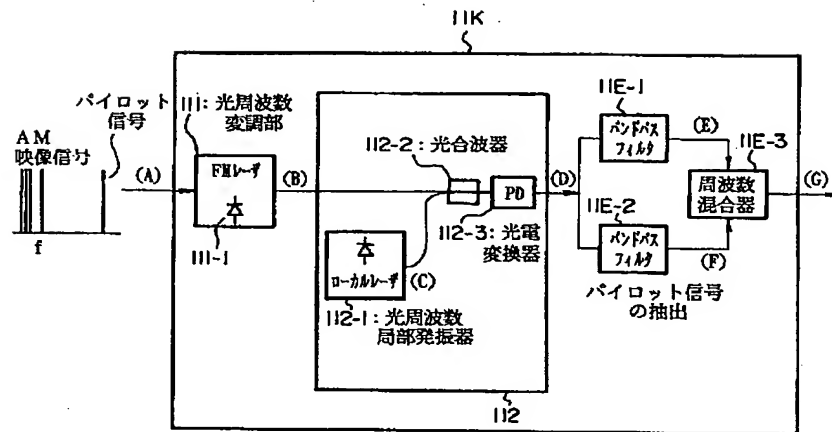 11K
パイロット
信号
AM
映像信号
f
(A)
111:光周波数
変調部
FMレーザ
111-1
(B)
112-2:光合波器
PD
112-3:光電
変換器
(D)
ローカルレーザ
(C)
112-1:光周波数
局部発振器
112
11E-1
バンドパス
フィルタ
(E)
11E-2
バンドパス
フィルタ
(F)
パイロット信号
の抽出
11E-3
周波数
混合器
(G)